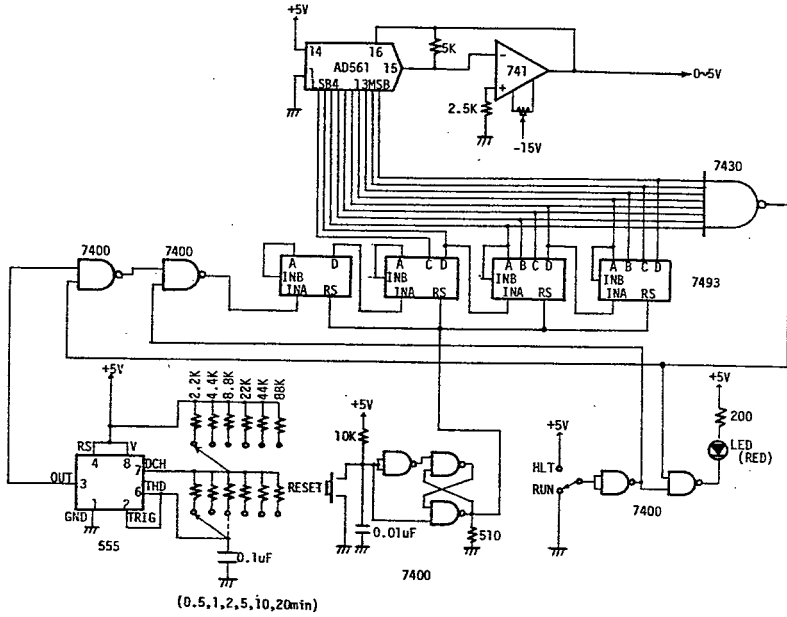 +5V
14
16
AD561
15
5K
1
LSB4
13MSB
741
-
+
2.5K
-15V
0~5V
7430
7400
7400
A D
INB
INA RS
A C D
INB
INA RS
A B C D
INB
INA RS
A B C D
INB
INA RS
7493
+5V
2.2K
4.4K
8.8K
22K
44K
88K
RS V
4 8
DCH
7
OUT
3
THD
6
1 2
GND
TRIG
555
0.1uF
(0.5,1,2,5,10,20min)
+5V
10K
RESET
0.01uF
510
7400
+5V
HLT
RUN
7400
+5V
200
LED
(RED)